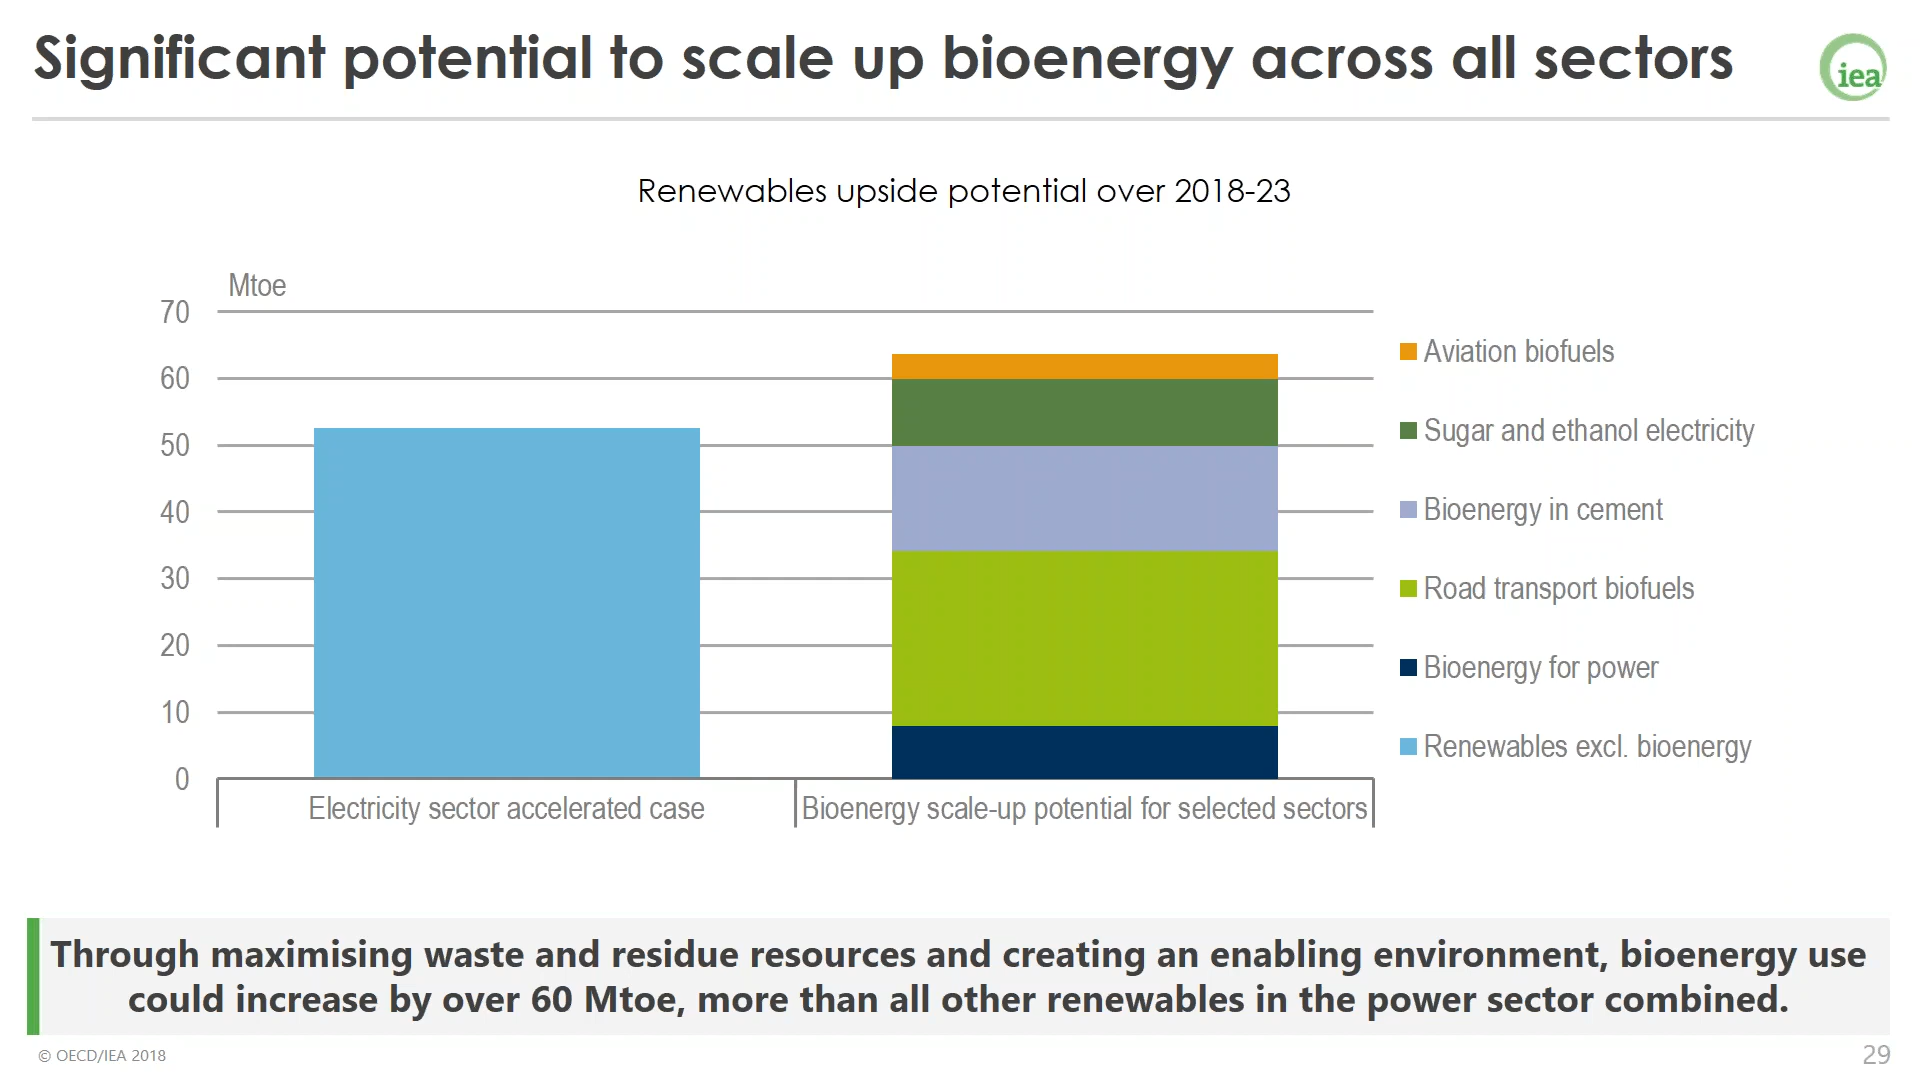 Significant potential to scale up bioenergy across all sectors
iea
Renewables upside potential over 2018-23
Mtoe
70
60
50
40
30
20
10
0
Electricity sector accelerated case
Bioenergy scale-up potential for selected sectors
Aviation biofuels
Sugar and ethanol electricity
Bioenergy in cement
Road transport biofuels
Bioenergy for power
Renewables excl. bioenergy
Through maximising waste and residue resources and creating an enabling environment, bioenergy use
could increase by over 60 Mtoe, more than all other renewables in the power sector combined.
© OECD/IEA 2018
29